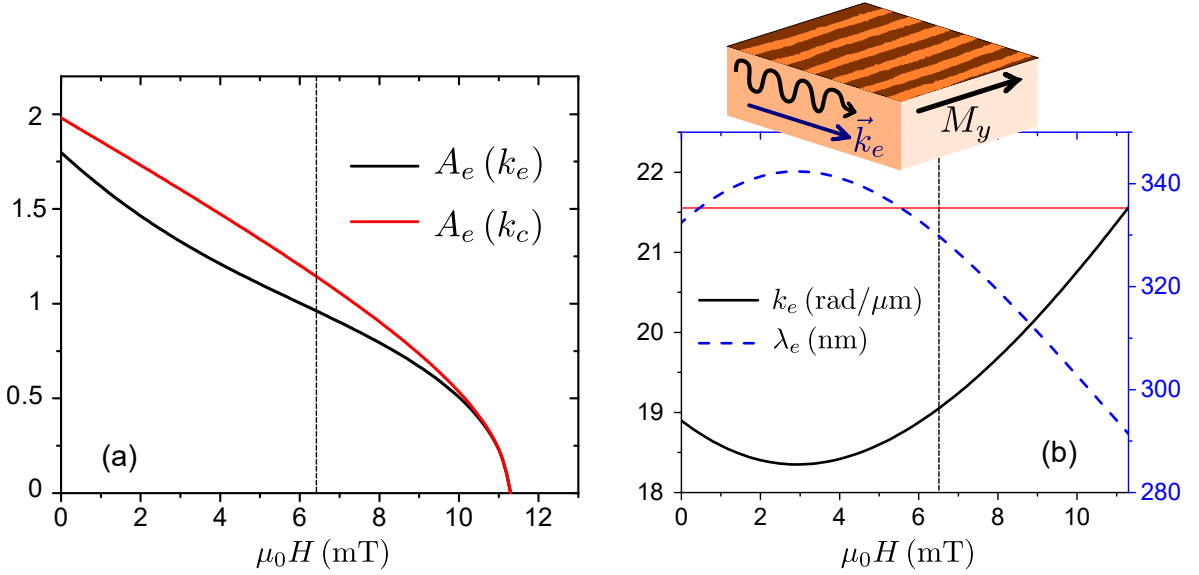 2
1.5
1
0.5
0
A_e (k_e)
A_e (k_c)
(a)
0 2 4 6 8 10 12
μ₀H (mT)
k⃗_e
M_y
22
21
20
19
18
k_e (rad/μm)
λ_e (nm)
(b)
340
320
300
280
0 2 4 6 8 10
μ₀H (mT)